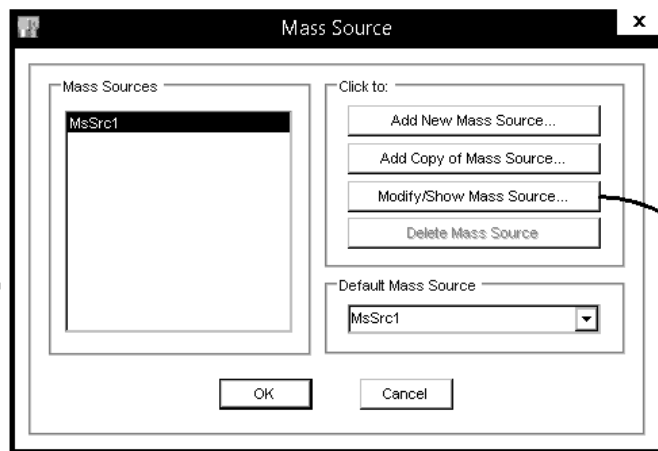 Mass Source
x
Mass Sources
MsSrc1
Click to:
Add New Mass Source...
Add Copy of Mass Source...
Modify/Show Mass Source...
Delete Mass Source
Default Mass Source
MsSrc1
OK
Cancel